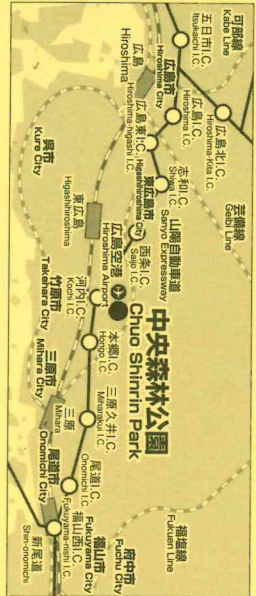 可部線
Kabe Line
五日市I.C.
Itsukaichi I.C.
広島北I.C.
Hiroshima-Kita I.C.
芸備線
Geibi Line
広島I.C.
Hiroshima I.C.
広島
Hiroshima
広島市
Hiroshima City
広島東I.C.
Hiroshima-higashi I.C.
志和I.C.
Shiwa I.C.
山陽自動車道
Sanyo Expressway
東広島市
Higashihiroshima City
西条I.C.
Saijo I.C.
呉市
Kure City
東広島
Higashihiroshima
広島空港
Hiroshima Airport
中央森林公園
Chuo Shinrin Park
河内I.C.
Kochi I.C.
竹原市
Takehara City
本郷I.C.
Hongo I.C.
三原久井I.C.
Miharakui I.C.
三原市
Mihara City
三原
Mihara
尾道I.C.
Onomichi I.C.
尾道市
Onomichi City
福山西I.C.
Fukuyama-nishi I.C.
福山市
Fukuyama City
府中市
Fuchu City
福塩線
Fukuen Line
新尾道
Shin-onomichi